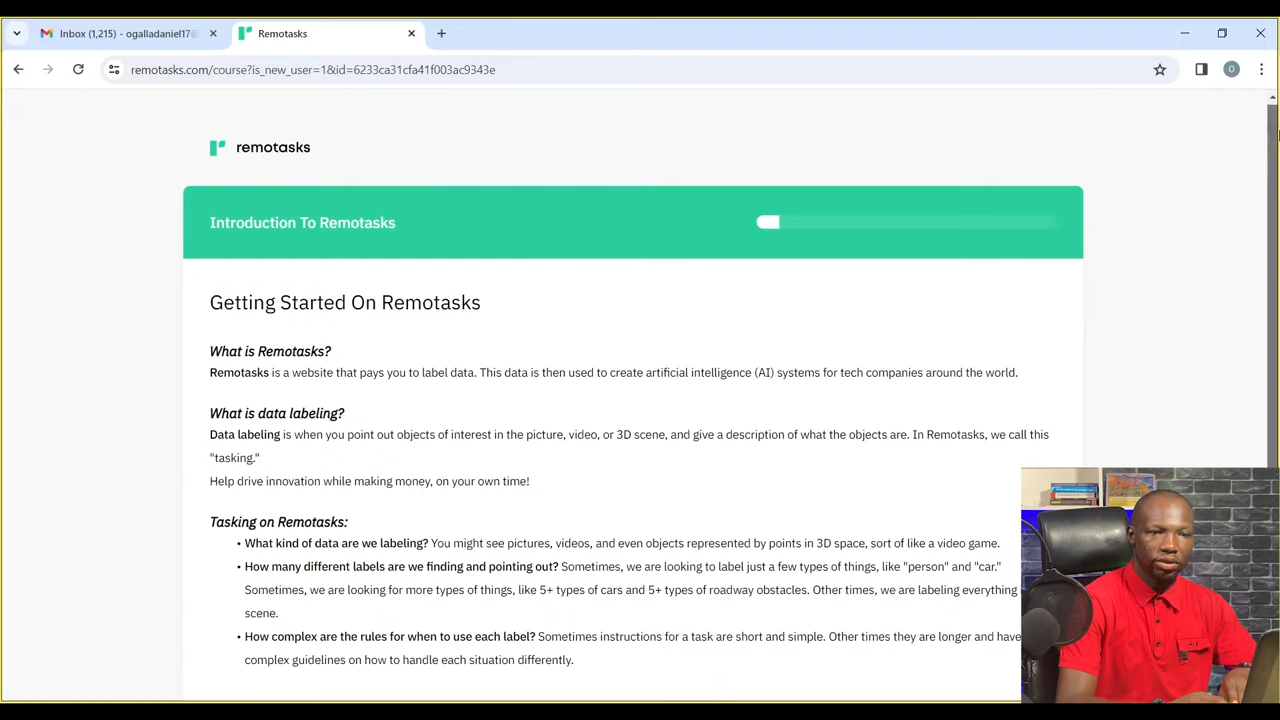 Inbox (1,215) - ogalladaniel17@
Remotasks
remotasks.com/course?is_new_user=1&id=6233ca31cfa41f003ac9343e
O
remotasks
Introduction To Remotasks
Getting Started On Remotasks
What is Remotasks?
Remotasks is a website that pays you to label data. This data is then used to create artificial intelligence (AI) systems for tech companies around the world.
What is data labeling?
Data labeling is when you point out objects of interest in the picture, video, or 3D scene, and give a description of what the objects are. In Remotasks, we call this
"tasking."
Help drive innovation while making money, on your own time!
Tasking on Remotasks:
• What kind of data are we labeling? You might see pictures, videos, and even objects represented by points in 3D space, sort of like a video game.
• How many different labels are we finding and pointing out? Sometimes, we are looking to label just a few types of things, like "person" and "car."
Sometimes, we are looking for more types of things, like 5+ types of cars and 5+ types of roadway obstacles. Other times, we are labeling everything
scene.
• How complex are the rules for when to use each label? Sometimes instructions for a task are short and simple. Other times they are longer and have
complex guidelines on how to handle each situation differently.